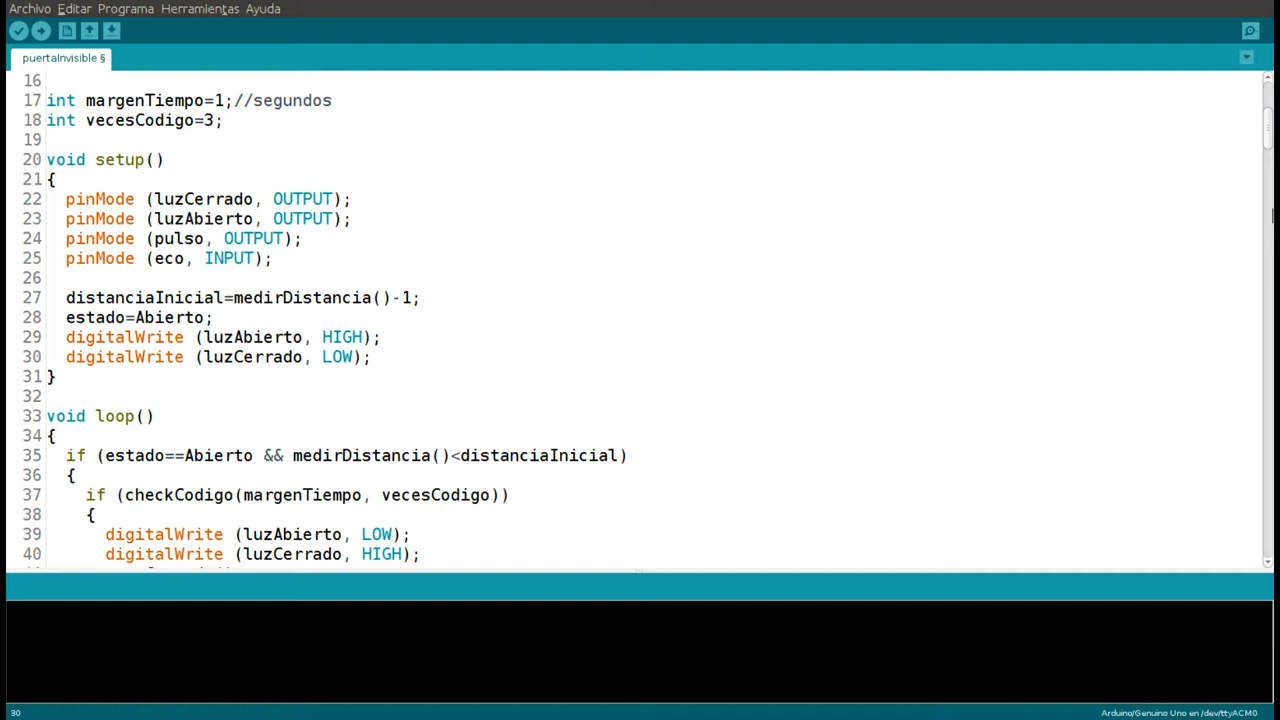 Archivo Editar Programa Herramientas Ayuda
puertaInvisible §
16
17 int margenTiempo=1;//segundos
18 int vecesCodigo=3;
19
20 void setup()
21 {
22 pinMode (luzCerrado, OUTPUT);
23 pinMode (luzAbierto, OUTPUT);
24 pinMode (pulso, OUTPUT);
25 pinMode (eco, INPUT);
26
27 distanciaInicial=medirDistancia()-1;
28 estado=Abierto;
29 digitalWrite (luzAbierto, HIGH);
30 digitalWrite (luzCerrado, LOW);
31 }
32
33 void loop()
34 {
35 if (estado==Abierto && medirDistancia()<distanciaInicial)
36 {
37 if (checkCodigo(margenTiempo, vecesCodigo))
38 {
39 digitalWrite (luzAbierto, LOW);
40 digitalWrite (luzCerrado, HIGH);
30
Arduino/Genuino Uno en /dev/ttyACM0